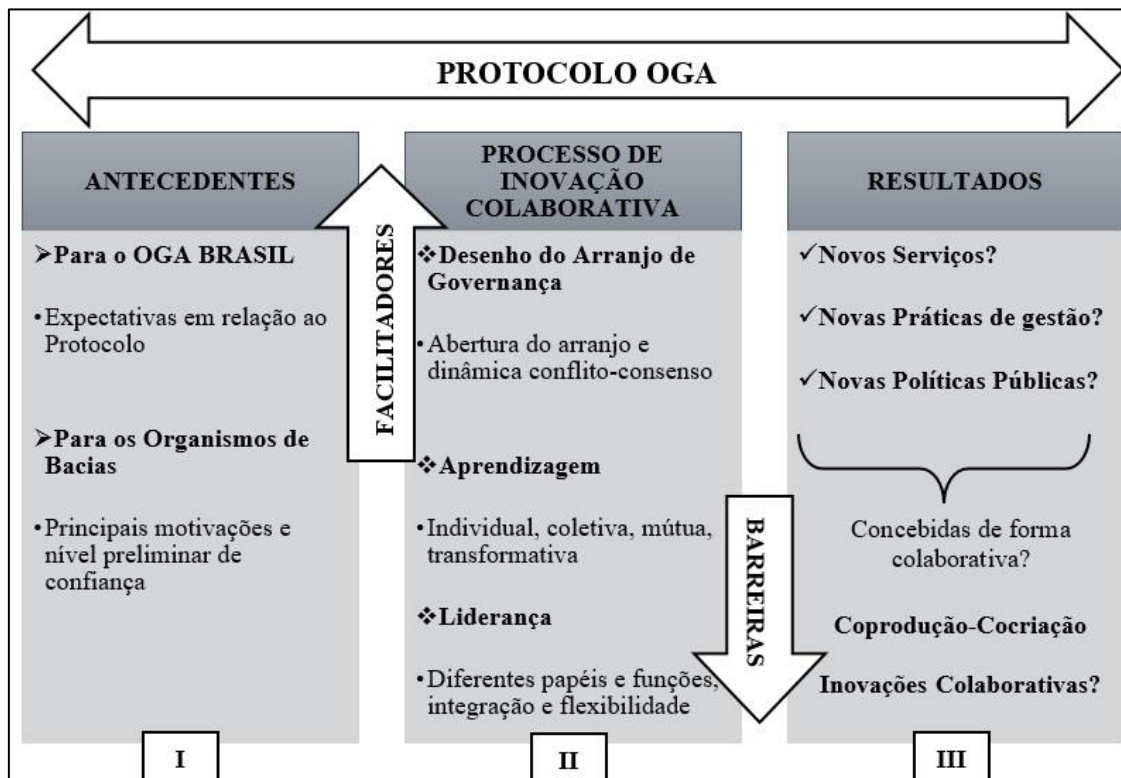 PROTOCOLO OGA
ANTECEDENTES
➤Para o OGA BRASIL
•Expectativas em relação ao
Protocolo
➤Para os Organismos de
Bacias
•Principais motivações e
nível preliminar de
confiança
I
FACILITADORES
PROCESSO DE
INOVAÇÃO
COLABORATIVA
❖Desenho do Arranjo de
Governança
•Abertura do arranjo e
dinâmica conflito-consenso
❖Aprendizagem
•Individual, coletiva, mútua,
transformativa
❖Liderança
•Diferentes papéis e funções,
integração e flexibilidade
II
BARREIRAS
RESULTADOS
✓Novos Serviços?
✓Novas Práticas de gestão?
✓Novas Políticas Públicas?
Concebidas de forma
colaborativa?
Coprodução-Cocriação
Inovações Colaborativas?
III